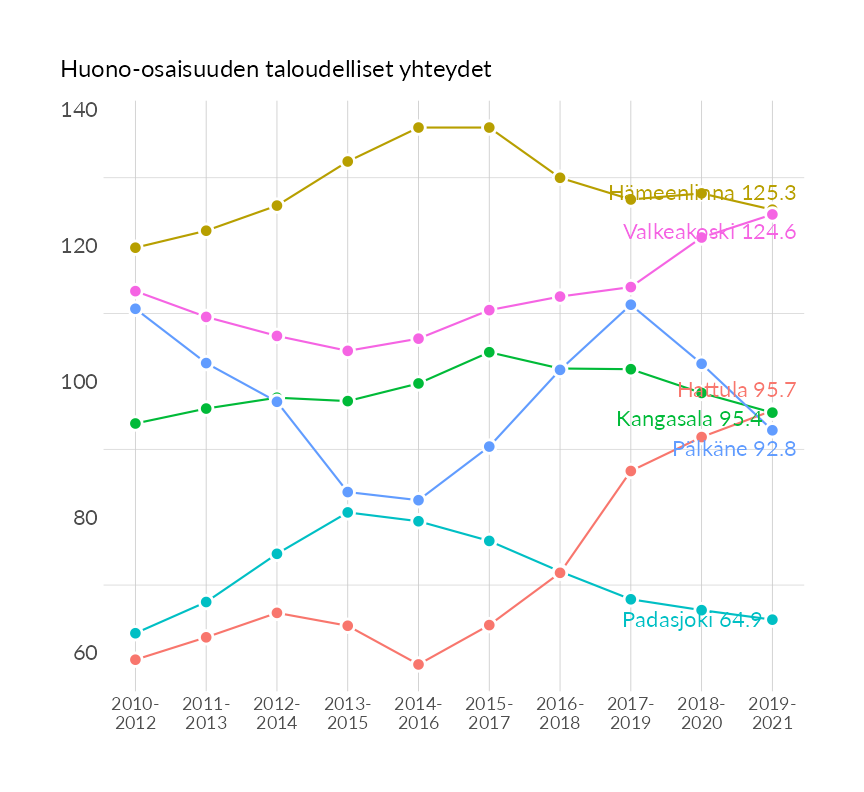 Huono-osaisuuden taloudelliset yhteydet
140
Hämeenlinna 125.3
Valkeakoski 124.6
120
100
Hattula 95.7
Kangasala 95.4
Pälkäne 92.8
80
Padasjoki 64.9
60
2010- 2011- 2012- 2013- 2014- 2015- 2016- 2017- 2018- 2019-
2012 2013 2014 2015 2016 2017 2018 2019 2020 2021